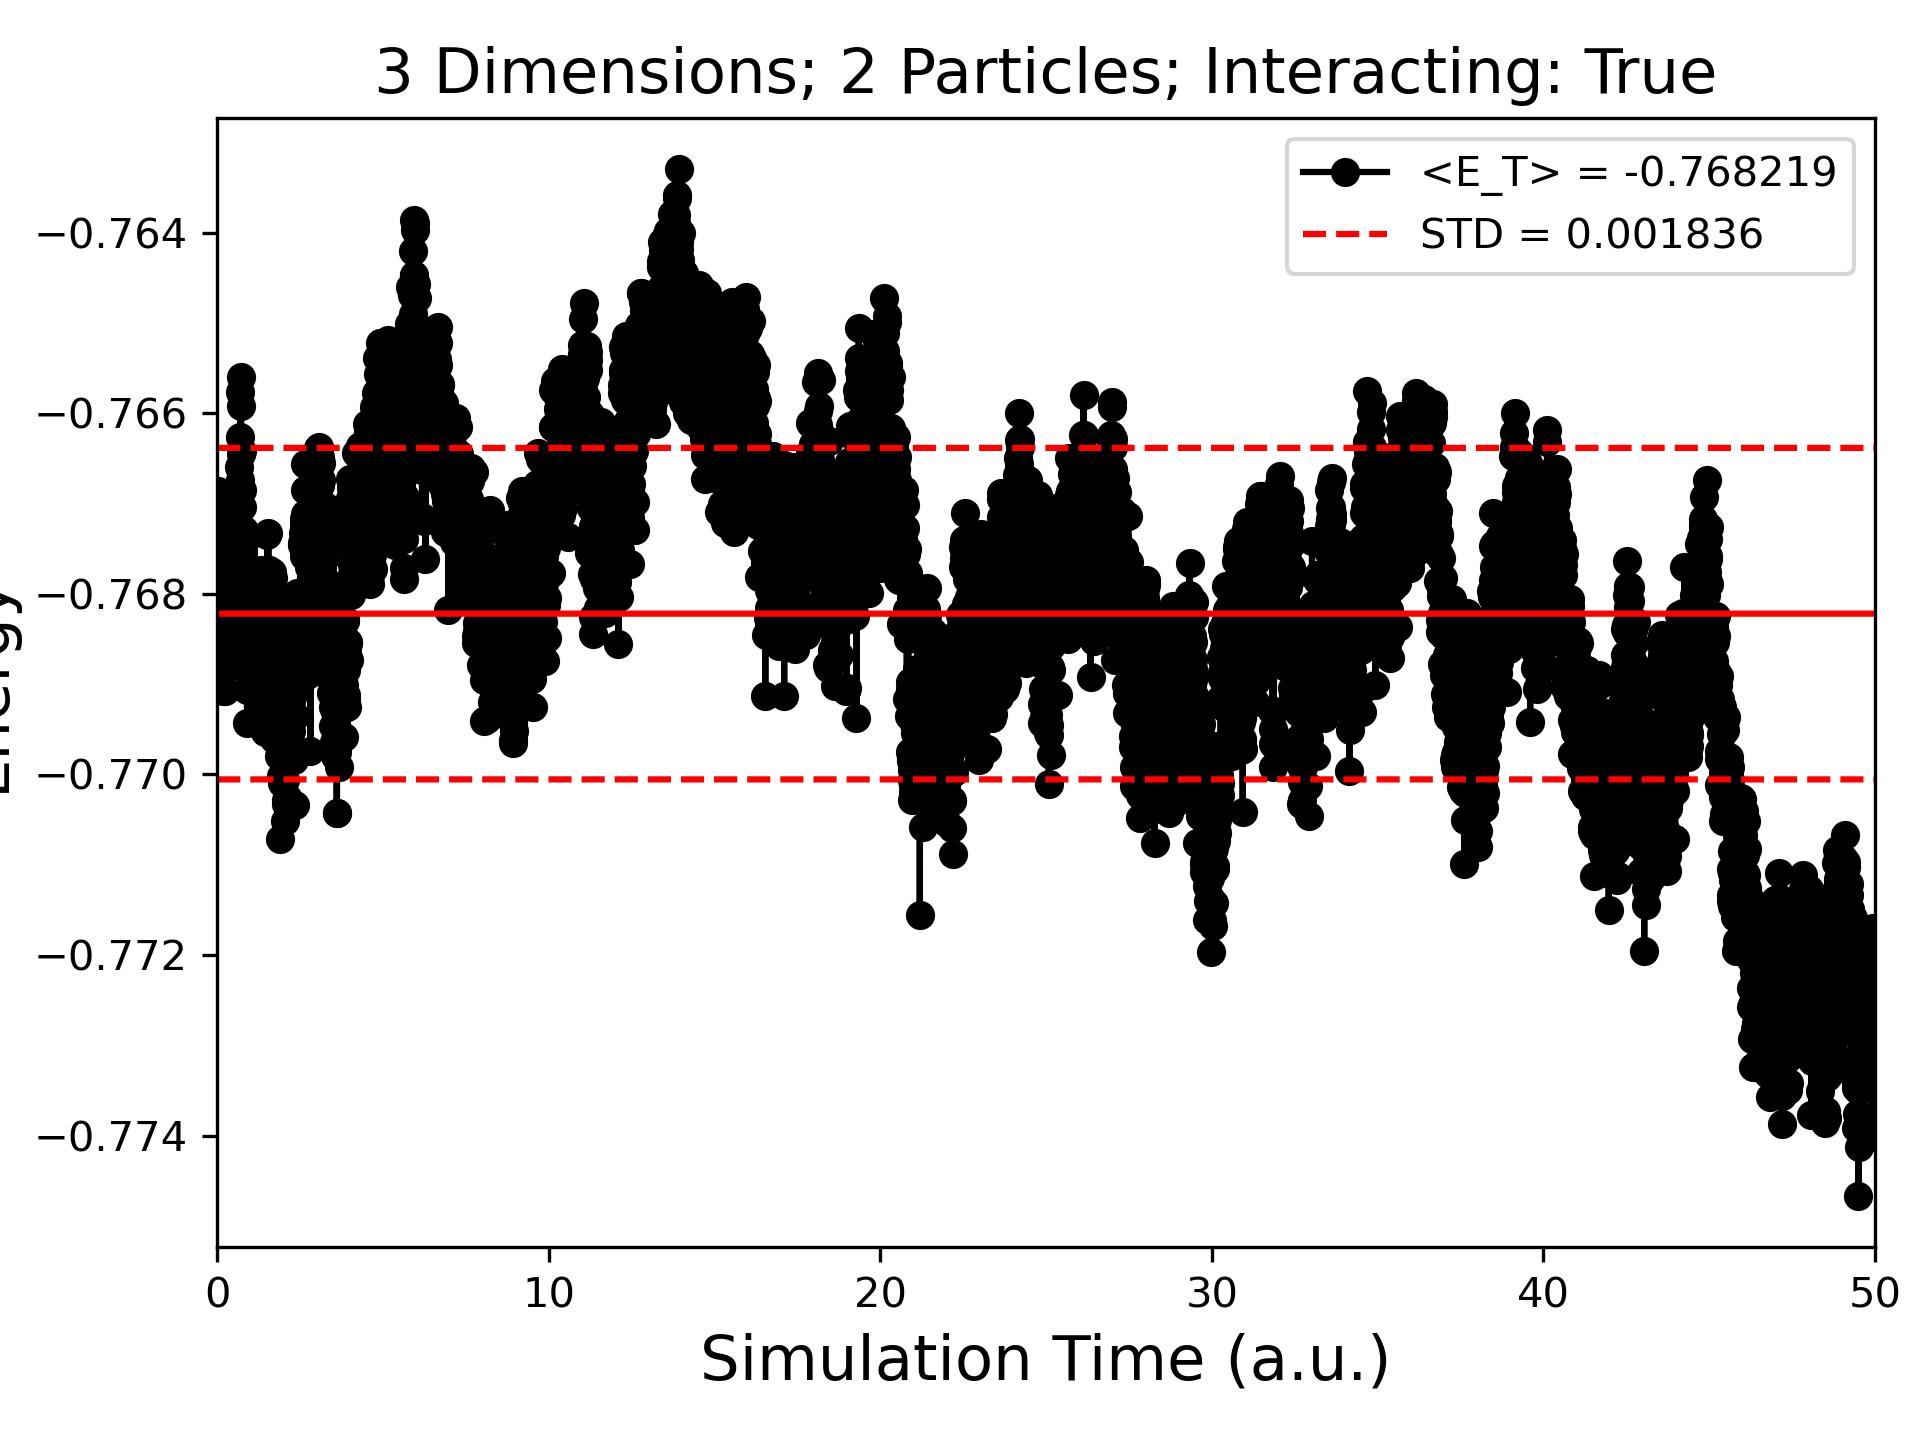 3 Dimensions; 2 Particles; Interacting: True
<E_T> = -0.768219
STD = 0.001836
−0.764
−0.766
−0.768
−0.770
−0.772
−0.774
0 10 20 30 40 50
Simulation Time (a.u.)